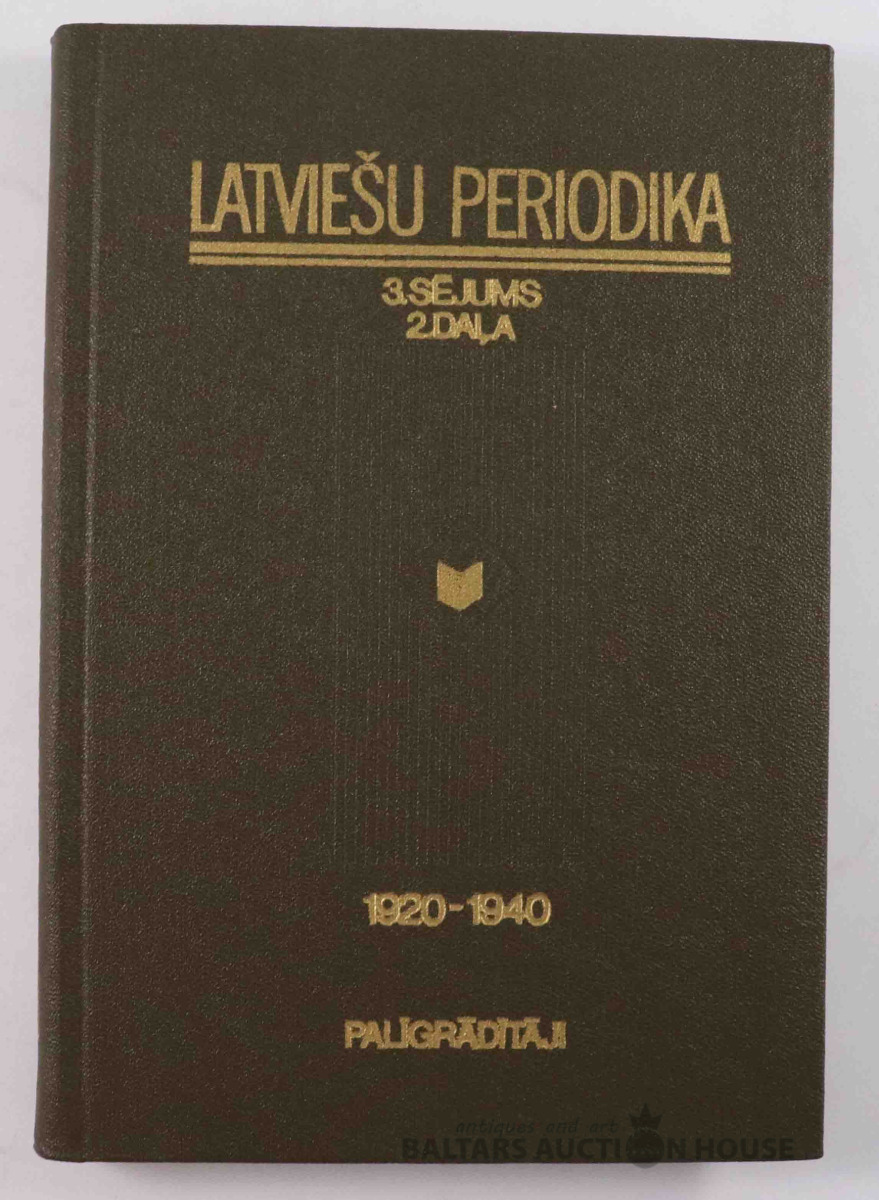 LATVIEŠU PERIODIKA
3.SĒJUMS
2.DAĻA
1920-1940
PALĪGRĀDĪTĀJI
antiques and art
BALTARS AUCTION HOUSE